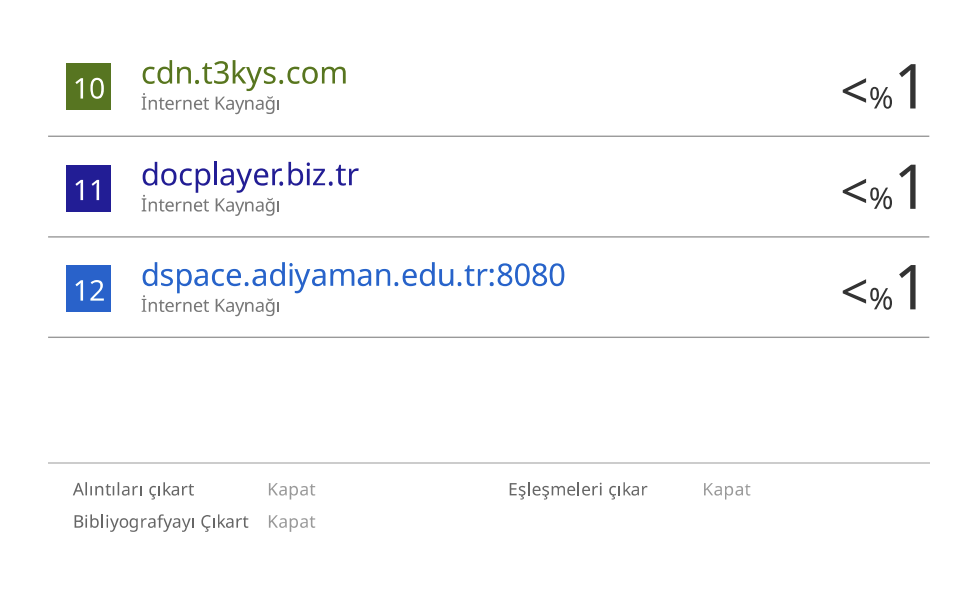 10 cdn.t3kys.com <%1
İnternet Kaynağı
11 docplayer.biz.tr <%1
İnternet Kaynağı
12 dspace.adiyaman.edu.tr:8080 <%1
İnternet Kaynağı
Alıntıları çıkart Kapat Eşleşmeleri çıkar Kapat
Bibliyografyayı Çıkart Kapat